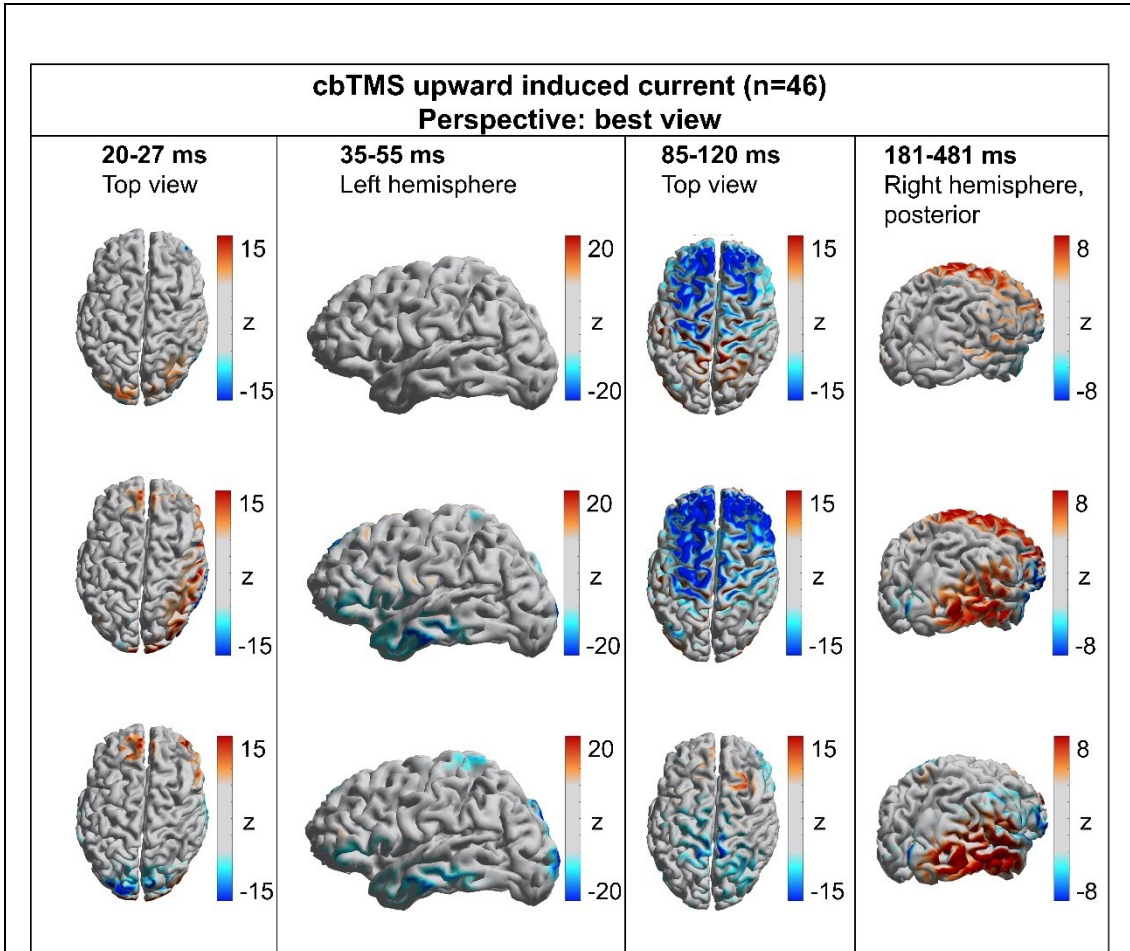 cbTMS upward induced current (n=46)
Perspective: best view
20-27 ms
Top view
35-55 ms
Left hemisphere
85-120 ms
Top view
181-481 ms
Right hemisphere,
posterior
15
z
-15
20
z
-20
15
z
-15
8
z
-8
15
z
-15
20
z
-20
15
z
-15
8
z
-8
15
z
-15
20
z
-20
15
z
-15
8
z
-8